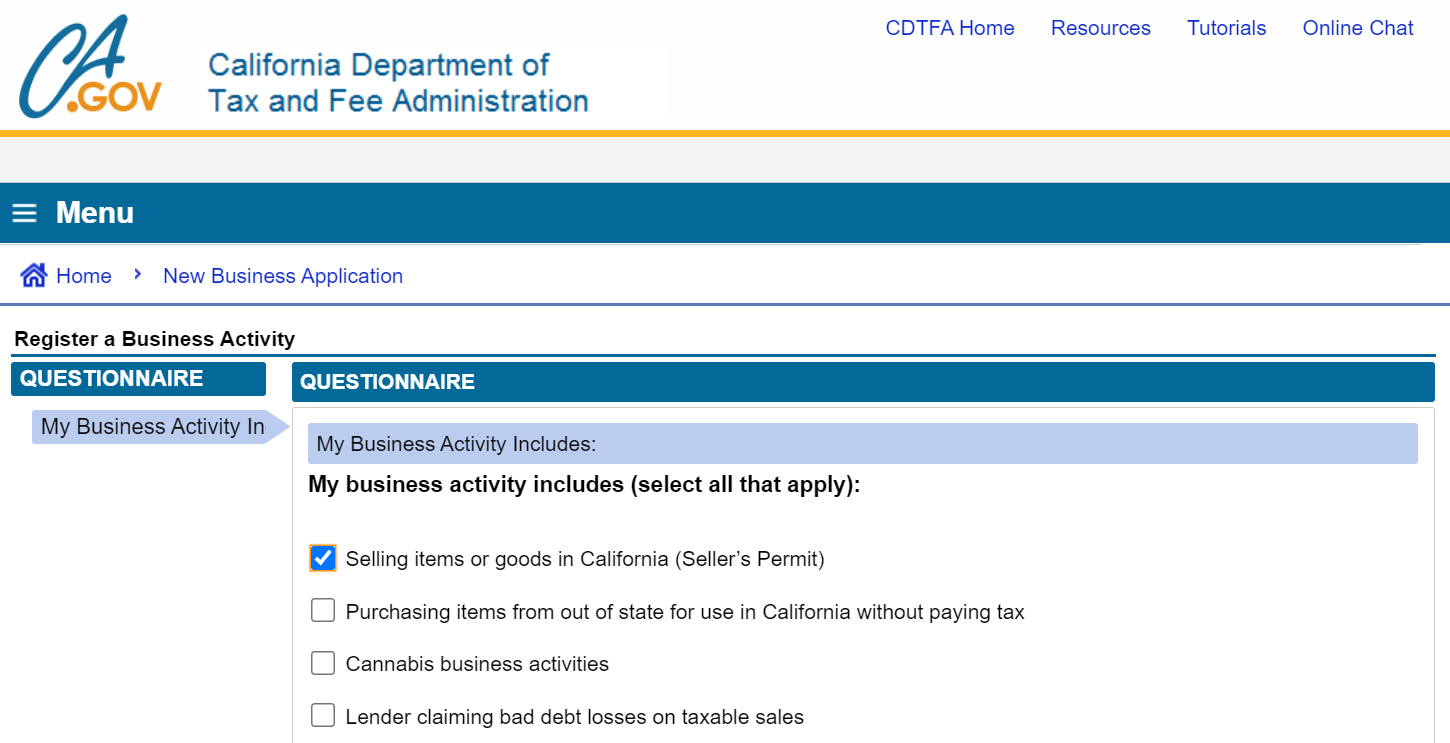 CDTFA Home Resources Tutorials Online Chat
CA.GOV
California Department of
Tax and Fee Administration
Menu
Home New Business Application
Register a Business Activity
QUESTIONNAIRE
My Business Activity In
QUESTIONNAIRE
My Business Activity Includes:
My business activity includes (select all that apply):
Selling items or goods in California (Seller’s Permit)
Purchasing items from out of state for use in California without paying tax
Cannabis business activities
Lender claiming bad debt losses on taxable sales